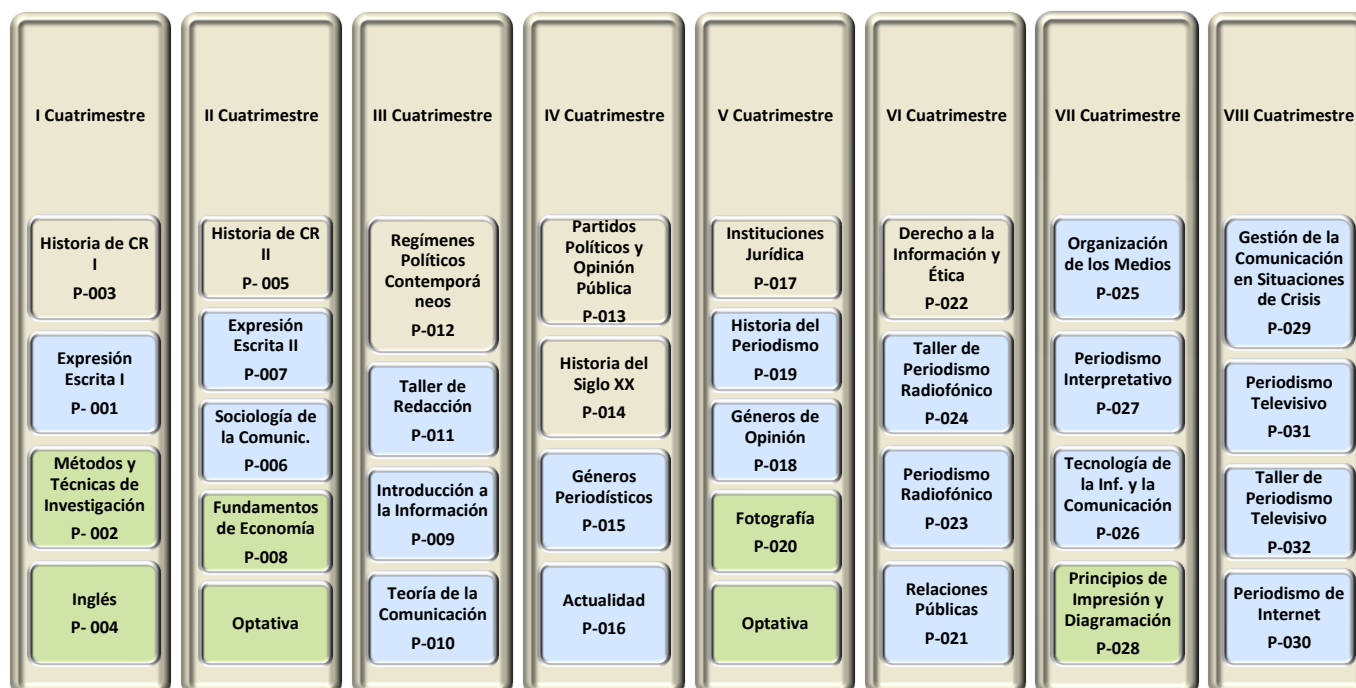 I Cuatrimestre
Historia de CR
I
P-003
Expresión
Escrita I
P- 001
Métodos y
Técnicas de
Investigación
P- 002
Inglés
P- 004
II Cuatrimestre
Historia de CR
II
P- 005
Expresión
Escrita II
P-007
Sociología de
la Comunic.
P-006
Fundamentos
de Economía
P-008
Optativa
III Cuatrimestre
Regímenes
Políticos
Contemporá
neos
P-012
Taller de
Redacción
P-011
Introducción a
la Información
P-009
Teoría de la
Comunicación
P-010
IV Cuatrimestre
Partidos
Políticos y
Opinión
Pública
P-013
Historia del
Siglo XX
P-014
Géneros
Periodísticos
P-015
Actualidad
P-016
V Cuatrimestre
Instituciones
Jurídica
P-017
Historia del
Periodismo
P-019
Géneros de
Opinión
P-018
Fotografía
P-020
Optativa
VI Cuatrimestre
Derecho a la
Información y
Ética
P-022
Taller de
Periodismo
Radiofónico
P-024
Periodismo
Radiofónico
P-023
Relaciones
Públicas
P-021
VII Cuatrimestre
Organización
de los Medios
P-025
Periodismo
Interpretativo
P-027
Tecnología de
la Inf. y la
Comunicación
P-026
Principios de
Impresión y
Diagramación
P-028
VIII Cuatrimestre
Gestión de la
Comunicación
en Situaciones
de Crisis
P-029
Periodismo
Televisivo
P-031
Taller de
Periodismo
Televisivo
P-032
Periodismo de
Internet
P-030